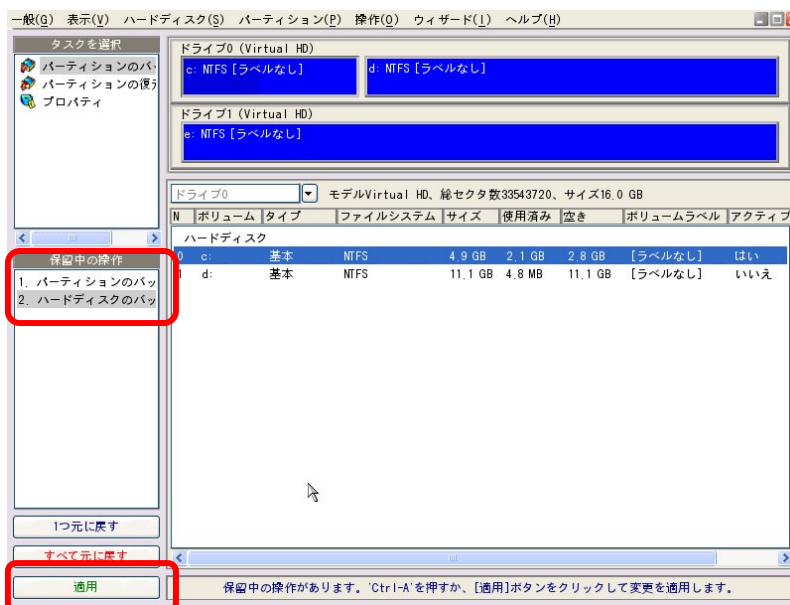 一般(G) 表示(V) ハードディスク(S) パーティション(P) 操作(O) ウィザード(I) ヘルプ(H)
タスクを選択
パーティションのバ
パーティションの復
プロパティ
ドライブ0 (Virtual HD)
c: NTFS [ラベルなし]
d: NTFS [ラベルなし]
ドライブ1 (Virtual HD)
e: NTFS [ラベルなし]
ドライブ0
モデルVirtual HD、総セクタ数33543720、サイズ16.0 GB
N ボリューム タイプ ファイルシステム サイズ 使用済み 空き ボリュームラベル アクティブ
ハードディスク
0 c: 基本 NTFS 4.9 GB 2.1 GB 2.8 GB [ラベルなし] はい
1 d: 基本 NTFS 11.1 GB 4.8 MB 11.1 GB [ラベルなし] いいえ
保留中の操作
1. パーティションのバッ
2. ハードディスクのバッ
1つ元に戻す
すべて元に戻す
適用
保留中の操作があります。'Ctrl-A'を押すか、[適用]ボタンをクリックして変更を適用します。